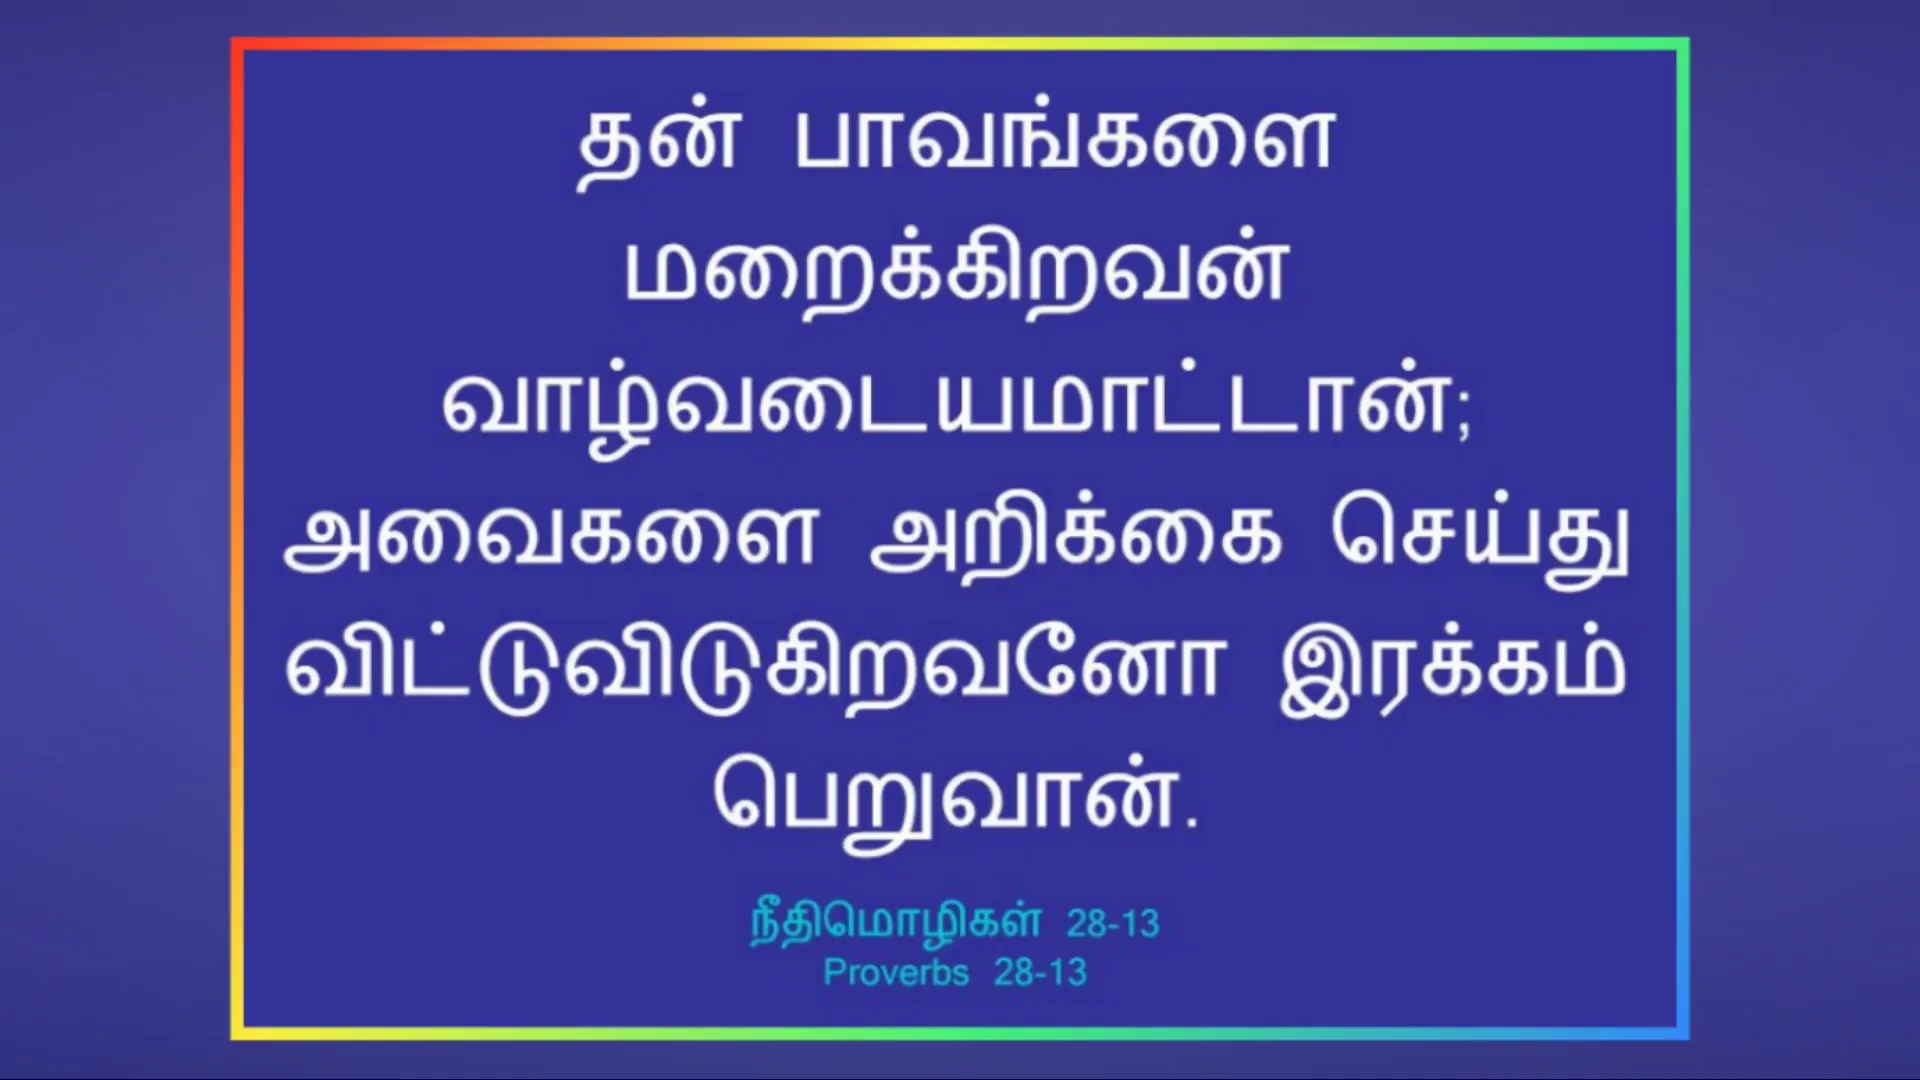 தன் பாவங்களை
மறைக்கிறவன்
வாழ்வடையமாட்டான்;
அவைகளை அறிக்கை செய்து
விட்டுவிடுகிறவனோ இரக்கம்
பெறுவான்.
நீதிமொழிகள் 28-13
Proverbs 28-13